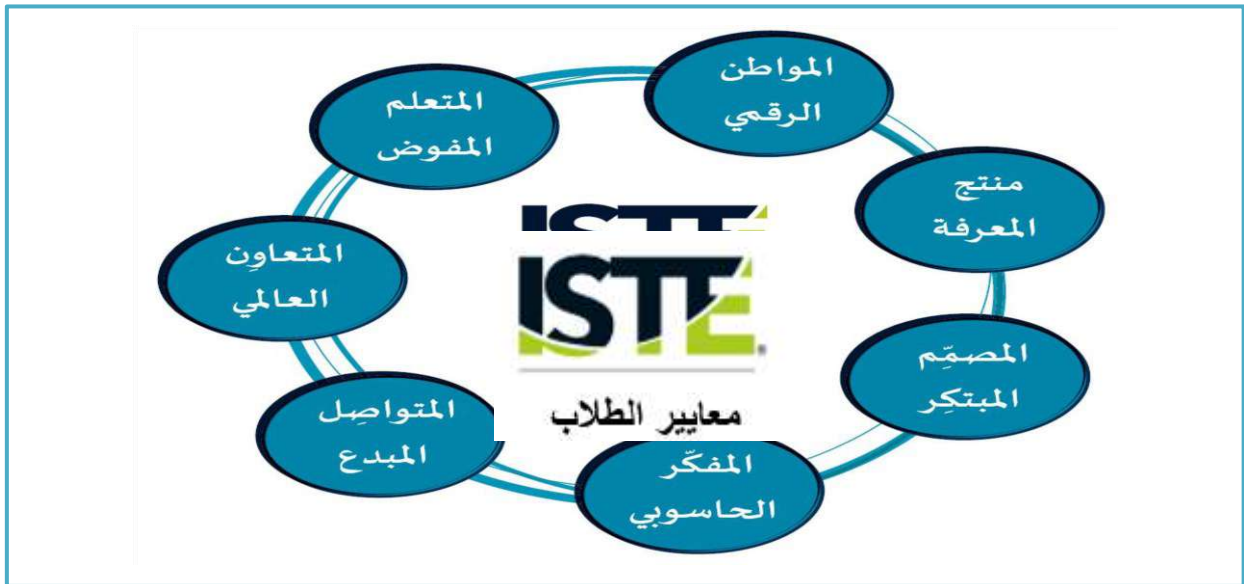 المواطن
الرقمي
المتعلم
المفوض
منتج
المعرفة
ISTE
المتعاوِن
العالمي
ISTE®
المصمِّم
المبتكِر
معايير الطلاب
المتواصِل
المبدع
المفكّر
الحاسوبي